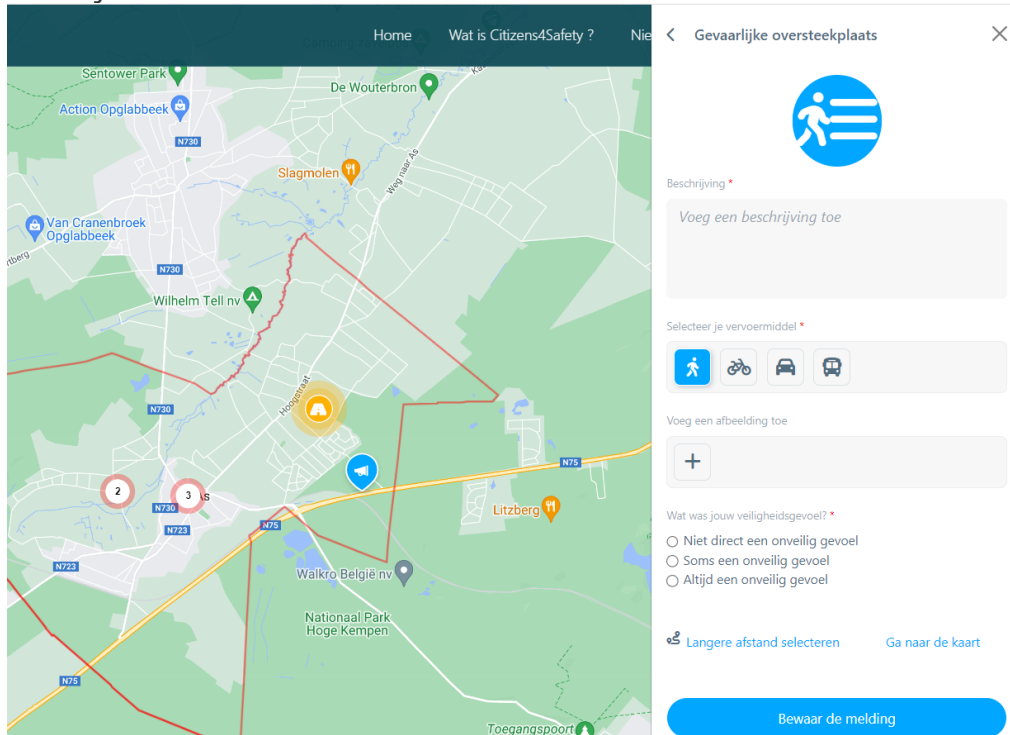 Home
Wat is Citizens4Safety ?
Nie
Gevaarlijke oversteekplaats
Sentower Park
De Wouterbron
Action Opglabbeek
N730
Slagmolen
Weg naar As
Van Cranenbroek
Opglabbeek
N730
Wilhelm Tell nv
Hoogstraat
N730
N75
2
3
AS
N730
Litzberg
N723
N75
N723
Walkro België nv
Nationaal Park
Hoge Kempen
N75
Toegangspoort
Beschrijving *
Voeg een beschrijving toe
Selecteer je vervoermiddel *
Voeg een afbeelding toe
+
Wat was jouw veiligheidsgevoel? *
Niet direct een onveilig gevoel
Soms een onveilig gevoel
Altijd een onveilig gevoel
Langere afstand selecteren
Ga naar de kaart
Bewaar de melding